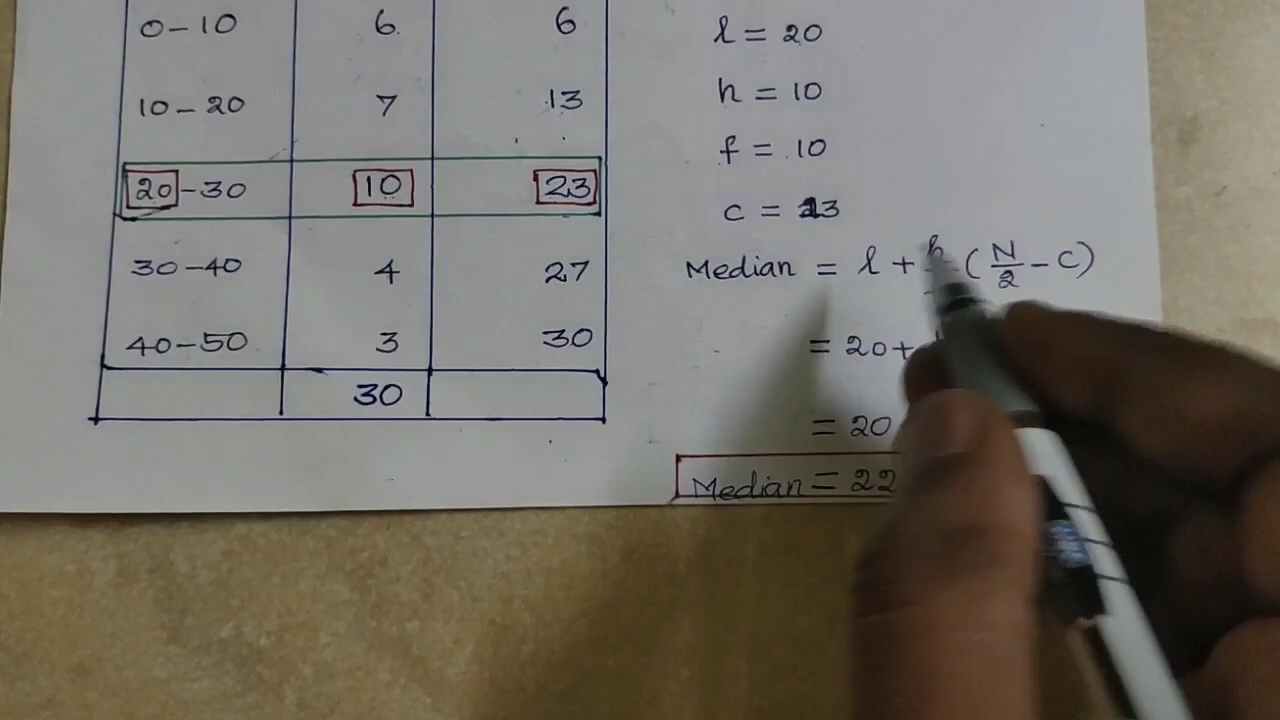 0-10 6 6
10-20 7 13
20-30 10 23
30-40 4 27
40-50 3 30
30
l = 20
h = 10
f = 10
c = 13
Median = l + h ( N/2 - C )
= 20 +
= 20
Median = 22